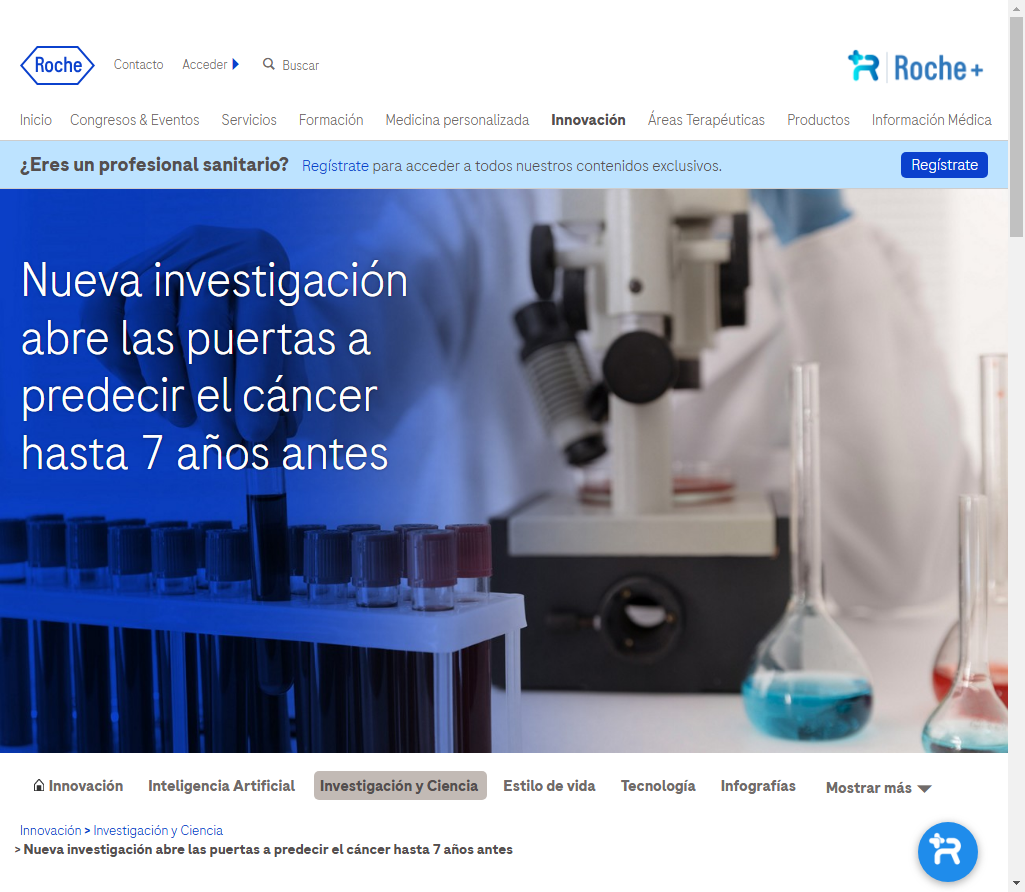 Roche
Contacto
Acceder
Buscar
Roche+
Inicio
Congresos & Eventos
Servicios
Formación
Medicina personalizada
Innovación
Áreas Terapéuticas
Productos
Información Médica
¿Eres un profesional sanitario?
Regístrate para acceder a todos nuestros contenidos exclusivos.
Regístrate
Nueva investigación
abre las puertas a
predecir el cáncer
hasta 7 años antes
Innovación
Inteligencia Artificial
Investigación y Ciencia
Estilo de vida
Tecnología
Infografías
Mostrar más
Innovación > Investigación y Ciencia
> Nueva investigación abre las puertas a predecir el cáncer hasta 7 años antes